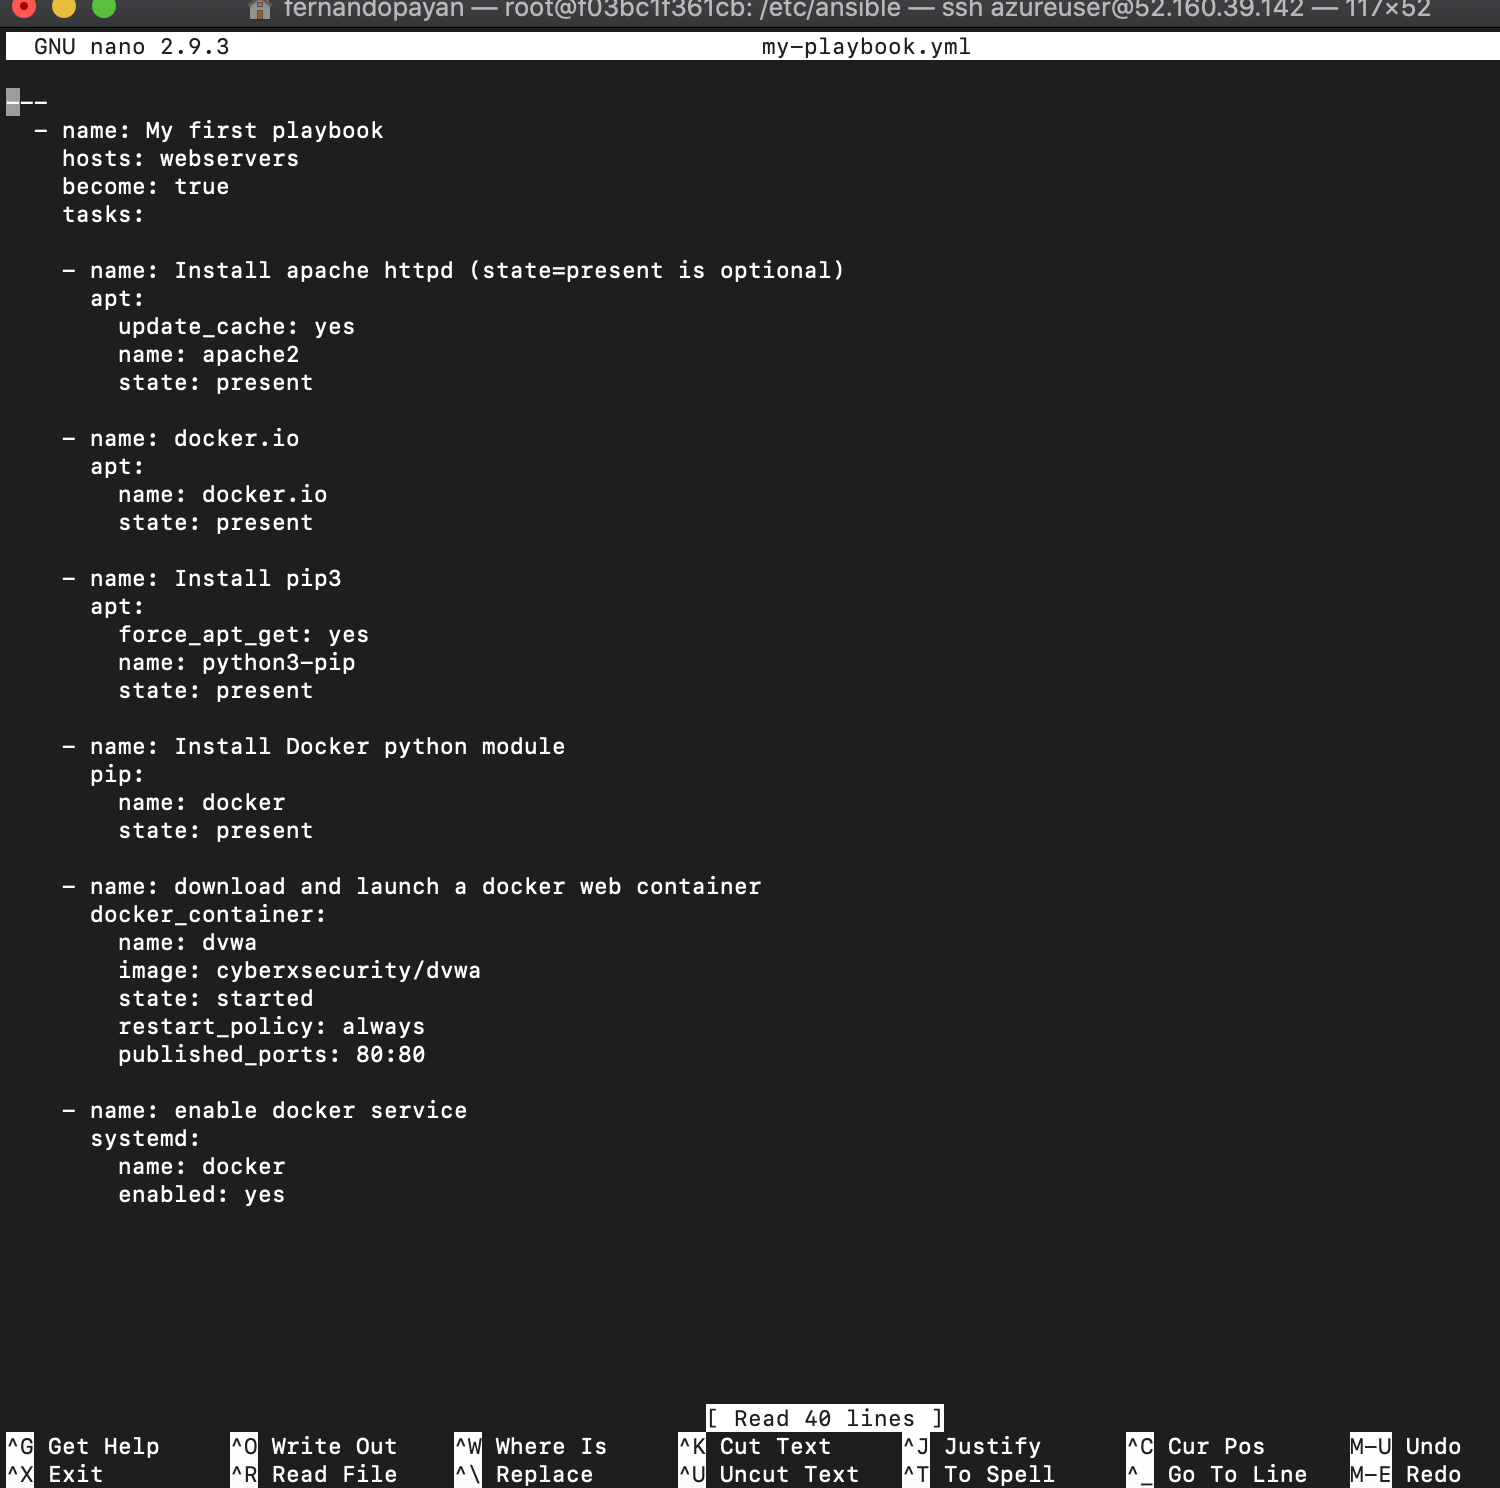 fernandopayan — root@f03bc1f361cb: /etc/ansible — ssh azureuser@52.160.39.142 — 117×52
GNU nano 2.9.3 my-playbook.yml
---
  - name: My first playbook
    hosts: webservers
    become: true
    tasks:

    - name: Install apache httpd (state=present is optional)
      apt:
        update_cache: yes
        name: apache2
        state: present

    - name: docker.io
      apt:
        name: docker.io
        state: present

    - name: Install pip3
      apt:
        force_apt_get: yes
        name: python3-pip
        state: present

    - name: Install Docker python module
      pip:
        name: docker
        state: present

    - name: download and launch a docker web container
      docker_container:
        name: dvwa
        image: cyberxsecurity/dvwa
        state: started
        restart_policy: always
        published_ports: 80:80

    - name: enable docker service
      systemd:
        name: docker
        enabled: yes

[ Read 40 lines ]
^G Get Help ^O Write Out ^W Where Is ^K Cut Text ^J Justify ^C Cur Pos M-U Undo
^X Exit ^R Read File ^\ Replace ^U Uncut Text ^T To Spell ^_ Go To Line M-E Redo